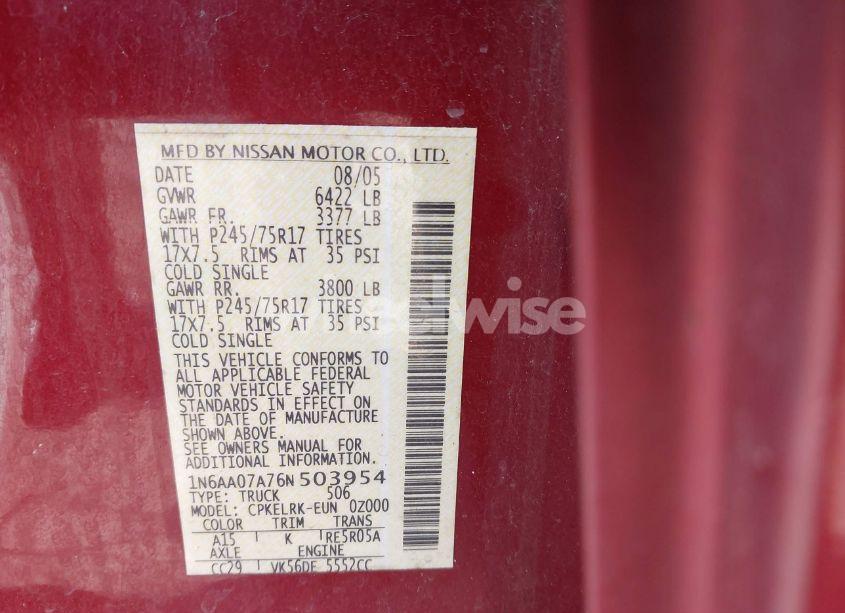 MFD BY NISSAN MOTOR CO., LTD.
DATE 08/05
GVWR 6422 LB
GAWR FR. 3377 LB
WITH P245/75R17 TIRES
17X7.5 RIMS AT 35 PSI
COLD SINGLE
GAWR RR. 3800 LB
WITH P245/75R17 TIRES
17X7.5 RIMS AT 35 PSI
COLD SINGLE
THIS VEHICLE CONFORMS TO
ALL APPLICABLE FEDERAL
MOTOR VEHICLE SAFETY
STANDARDS IN EFFECT ON
THE DATE OF MANUFACTURE
SHOWN ABOVE.
SEE OWNERS MANUAL FOR
ADDITIONAL INFORMATION.
1N6AA07A76N503954
TYPE: TRUCK 506
MODEL: CPKELRK-EUN 0Z000
COLOR TRIM TRANS
A15 K RE5R05A
AXLE ENGINE
CC29 VK56DE 5552CC